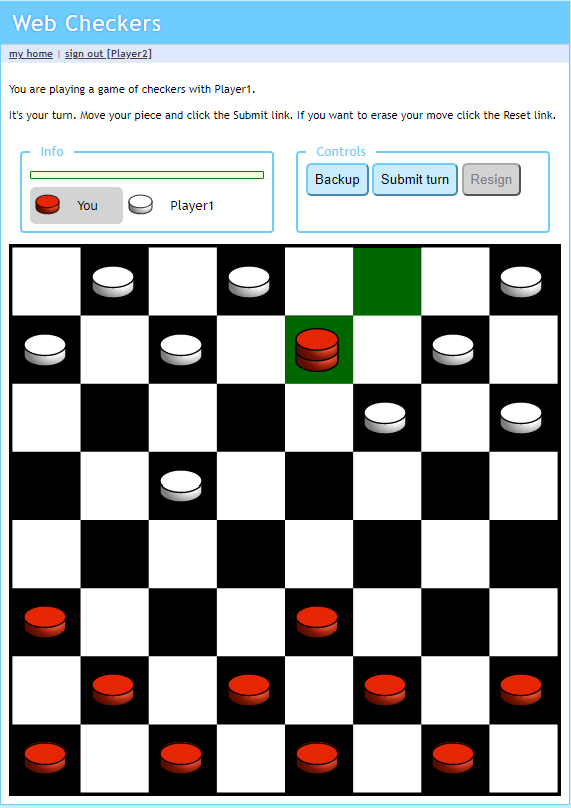 Web Checkers
my home | sign out [Player2]
You are playing a game of checkers with Player1.
It's your turn. Move your piece and click the Submit link. If you want to erase your move click the Reset link.
Info
You Player1
Controls
Backup Submit turn Resign